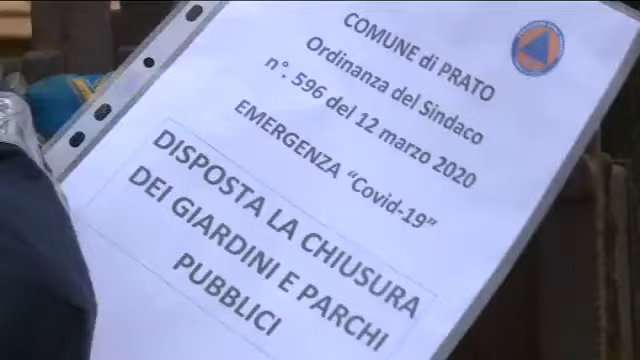 COMUNE di PRATO
Ordinanza del Sindaco
n°. 596 del 12 marzo 2020
EMERGENZA “Covid-19”
DISPOSTA LA CHIUSURA
DEI GIARDINI E PARCHI
PUBBLICI